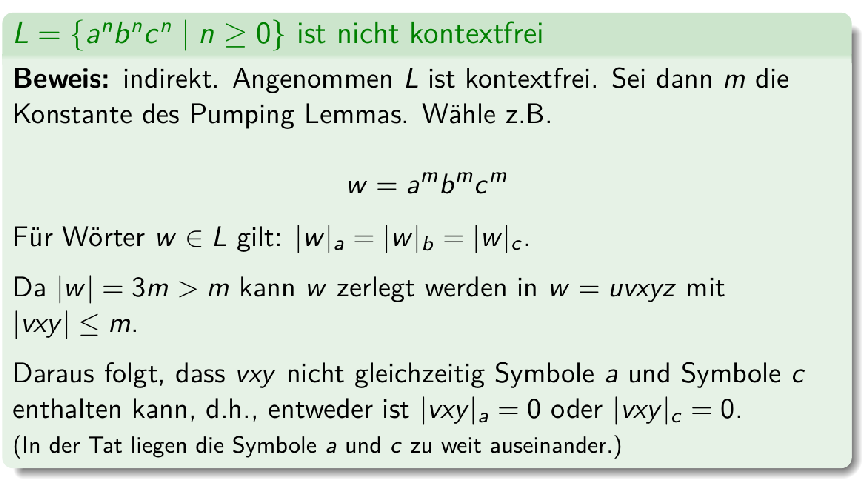 L = {aⁿbⁿcⁿ | n ≥ 0} ist nicht kontextfrei
Beweis: indirekt. Angenommen L ist kontextfrei. Sei dann m die
Konstante des Pumping Lemmas. Wähle z.B.
w = aᵐbᵐcᵐ
Für Wörter w ∈ L gilt: |w|ₐ = |w|_b = |w|_c.
Da |w| = 3m > m kann w zerlegt werden in w = uvxyz mit
|vxy| ≤ m.
Daraus folgt, dass vxy nicht gleichzeitig Symbole a und Symbole c
enthalten kann, d.h., entweder ist |vxy|ₐ = 0 oder |vxy|_c = 0.
(In der Tat liegen die Symbole a und c zu weit auseinander.)